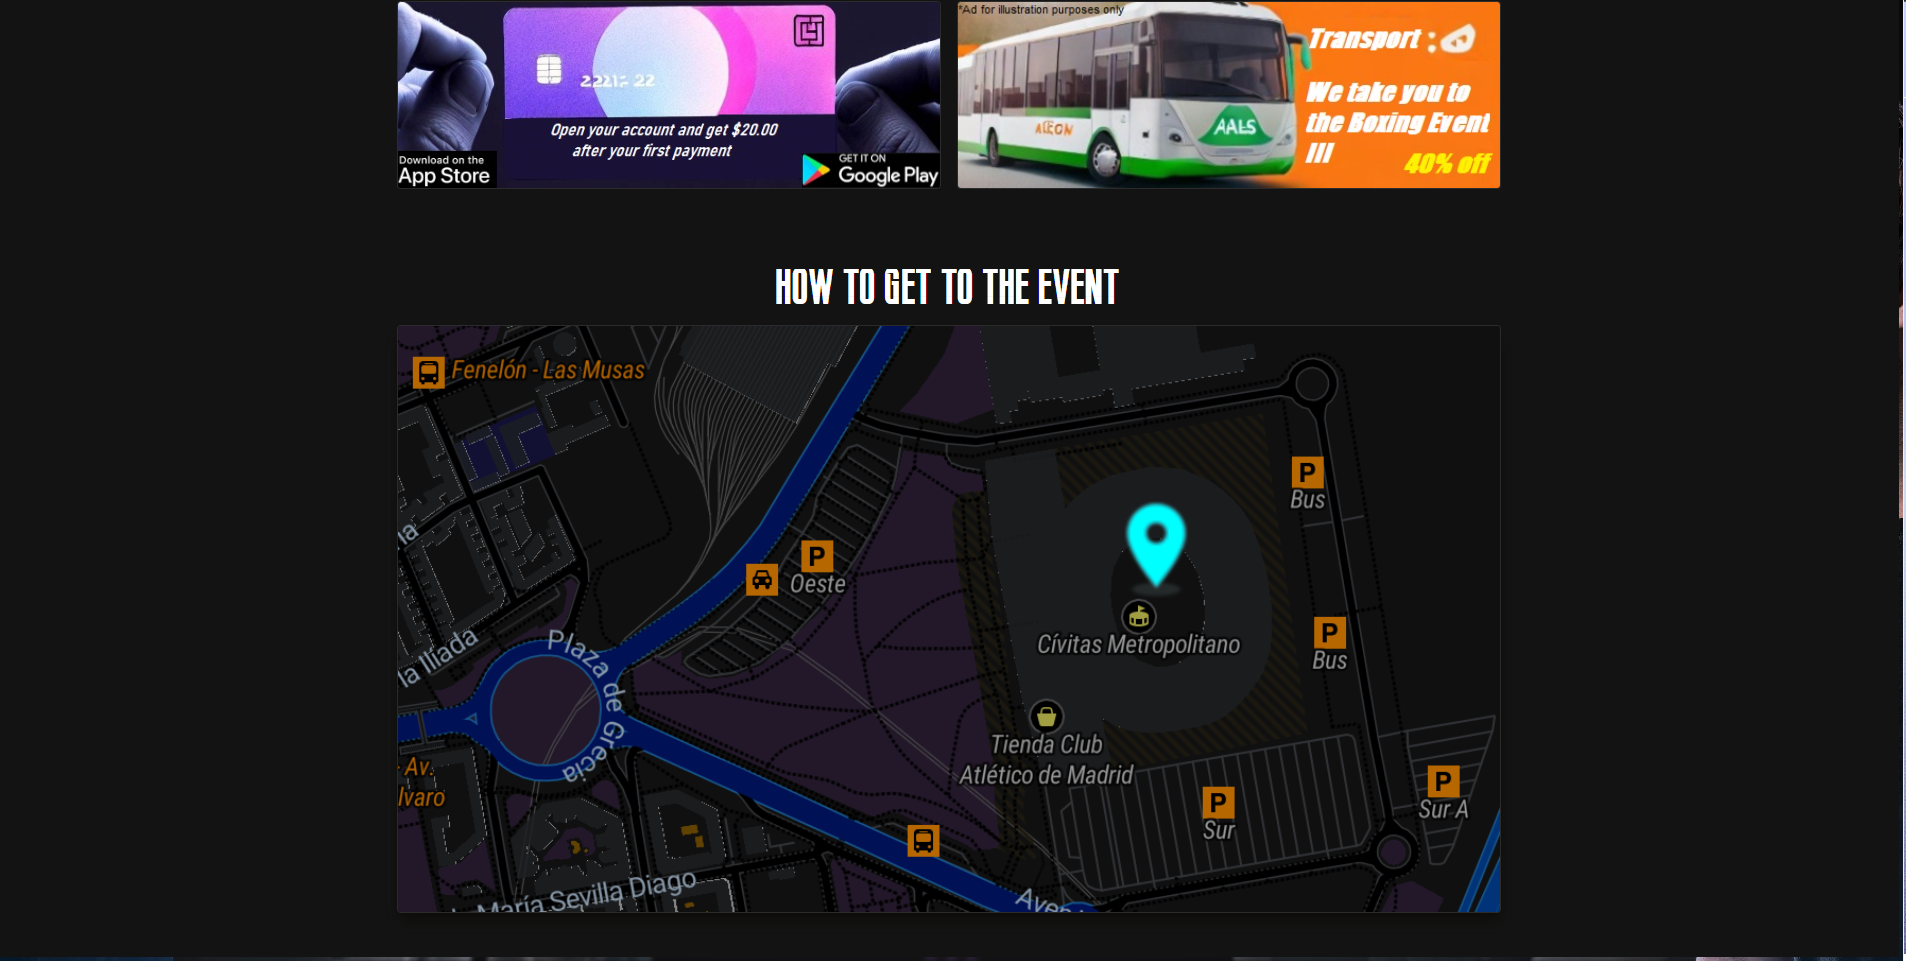 2221- 22
Open your account and get $20.00
after your first payment
Download on the
App Store
GET IT ON
Google Play
*Ad for illustration purposes only
Transport :
We take you to
the Boxing Event
III
40% off
AALS
HOW TO GET TO THE EVENT
Fenelón - Las Musas
P
Bus
P
Oeste
Cívitas Metropolitano
P
Bus
la Ilíada
Plaza de Grecia
Tienda Club
Atlético de Madrid
- Av.
lvaro
P
Sur
P
Sur A
María Sevilla Diago